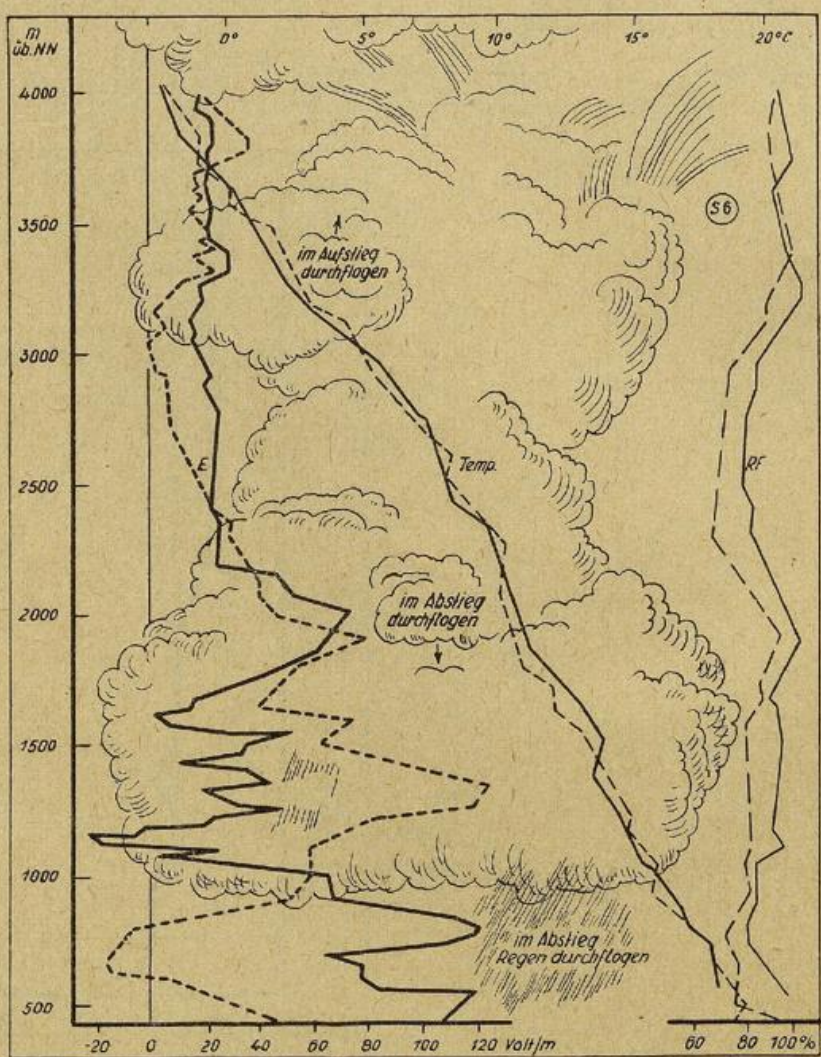 m
üb.NN
0°
5°
10°
15°
20°C
4000
3500
3000
2500
2000
1500
1000
500
S6
im Aufstieg
durchflogen
E
Temp.
RF
im Abstieg
durchflogen
im Abstieg
Regen durchflogen
-20
0
20
40
60
80
100
120 Volt/m
60
80
100%